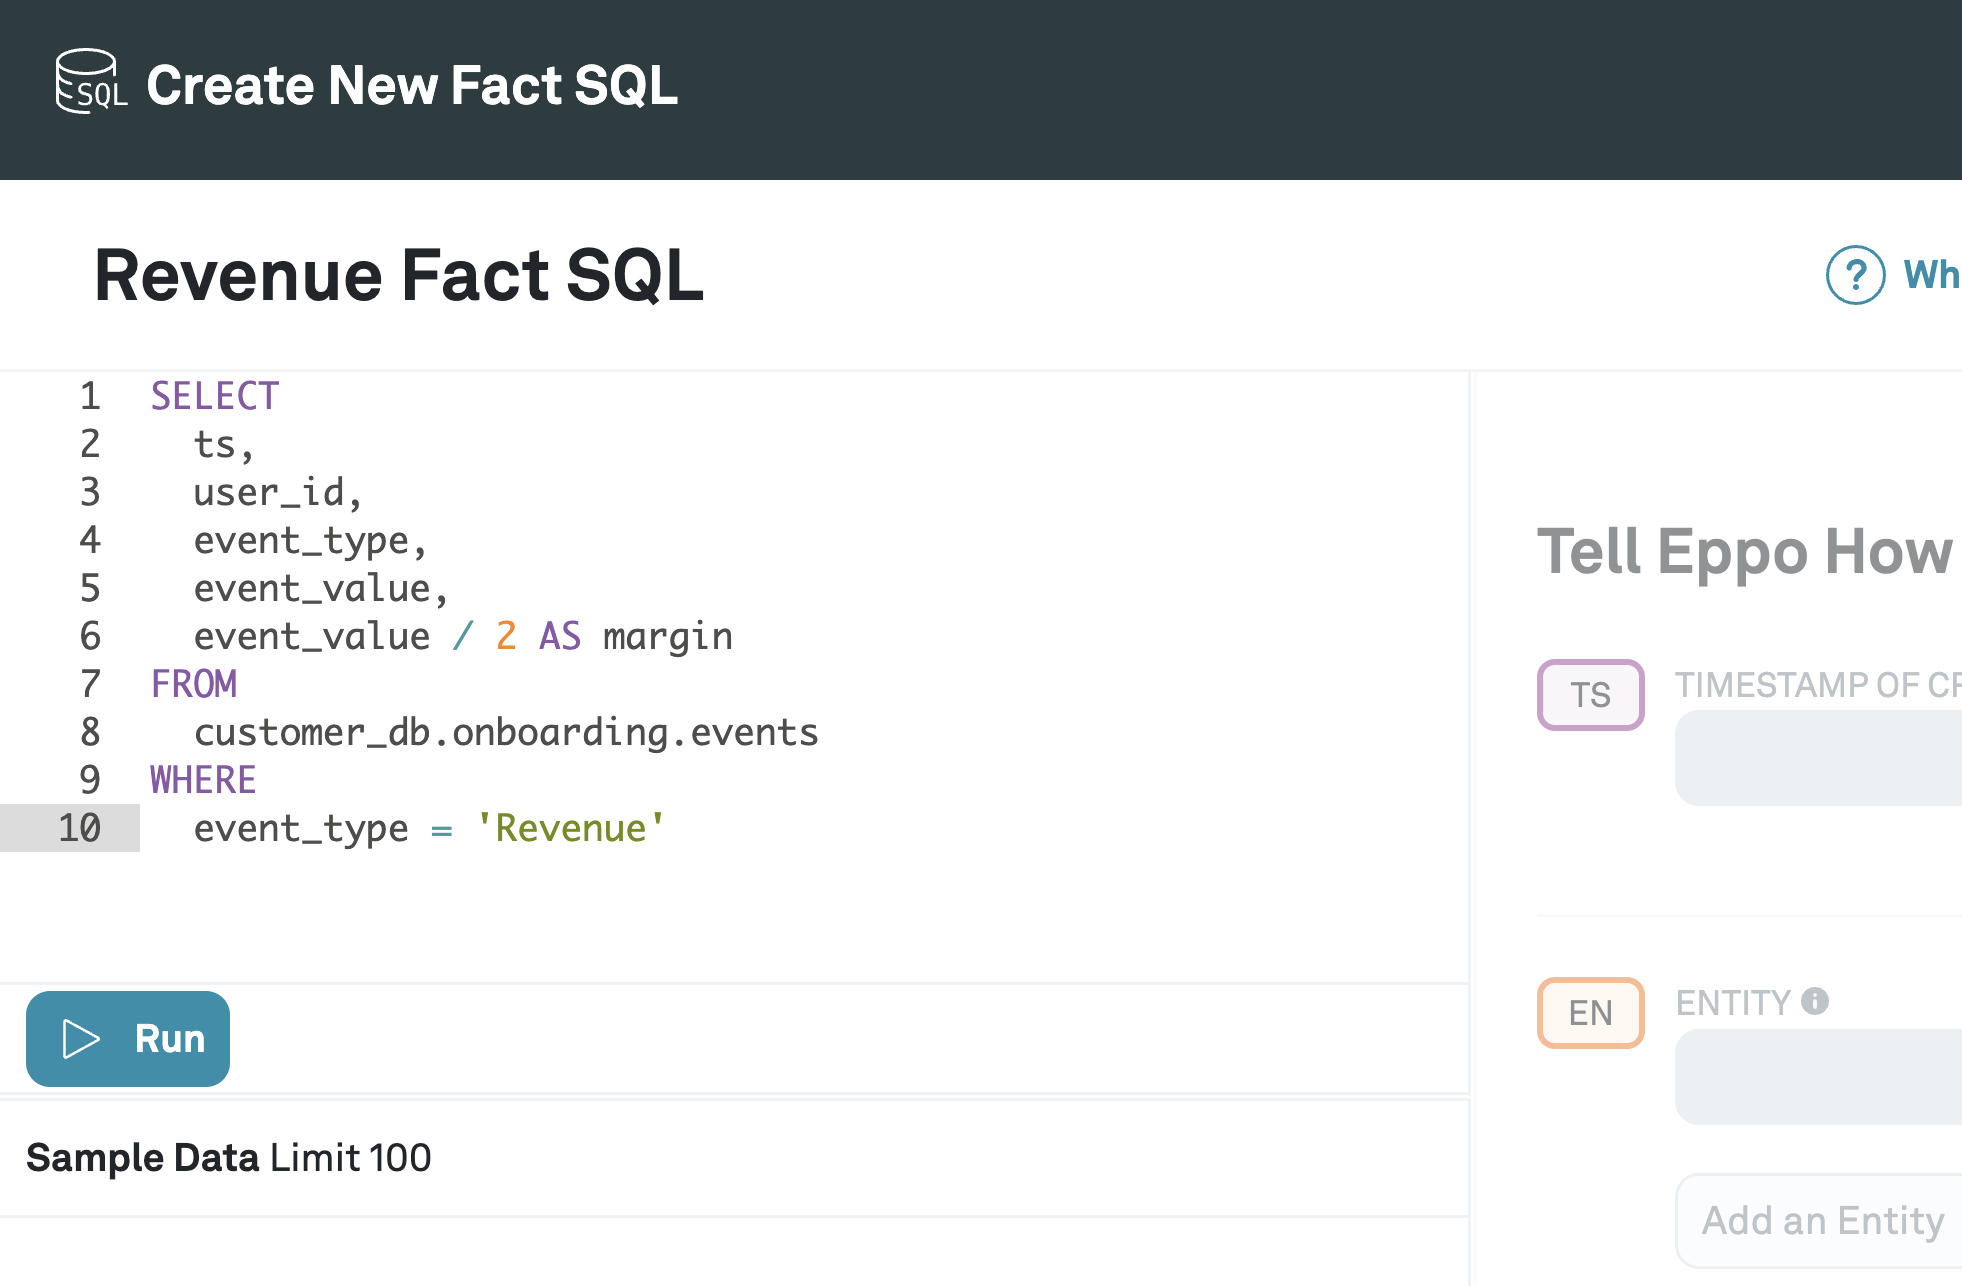 SQL Create New Fact SQL
Revenue Fact SQL
? Wh
1 SELECT
2 ts,
3 user_id,
4 event_type,
5 event_value,
6 event_value / 2 AS margin
7 FROM
8 customer_db.onboarding.events
9 WHERE
10 event_type = 'Revenue'
Run
Sample Data Limit 100
Tell Eppo How
TS TIMESTAMP OF CR
EN ENTITY
Add an Entity